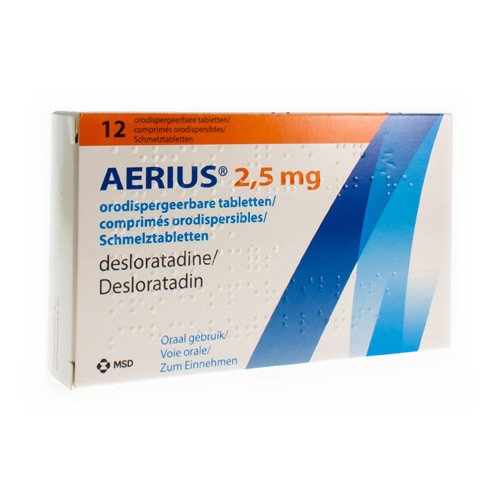 12 orodispergeerbare tabletten/
comprimés orodispersibles/
Schmelztabletten
AERIUS® 2,5 mg
orodispergeerbare tabletten/
comprimés orodispersibles/
Schmelztabletten
desloratadine/
Desloratadin
Oraal gebruik/
Voie orale/
Zum Einnehmen
MSD